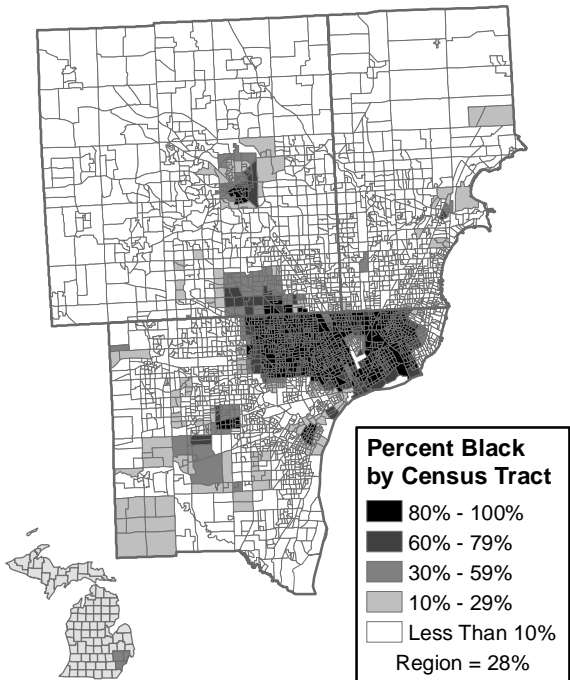 Percent Black
by Census Tract
80% - 100%
60% - 79%
30% - 59%
10% - 29%
Less Than 10%
Region = 28%